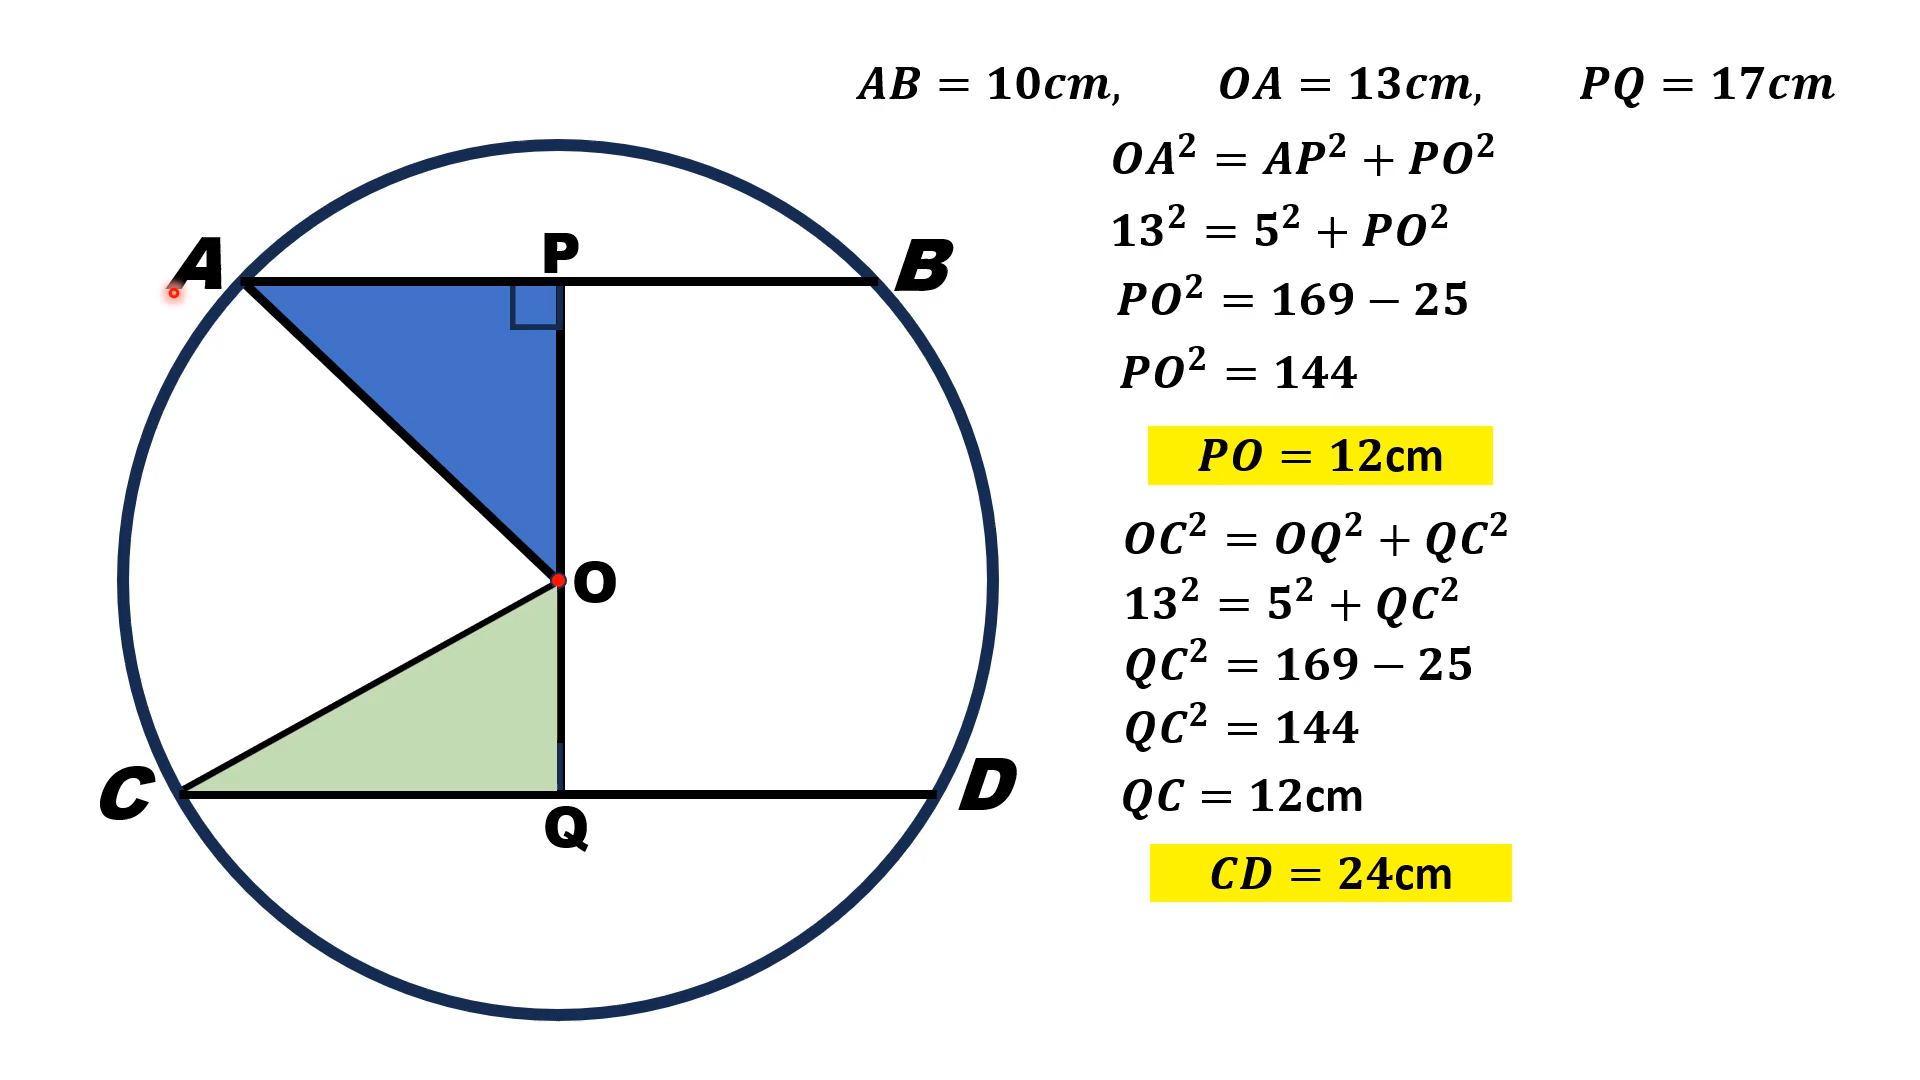 AB = 10cm, OA = 13cm, PQ = 17cm
OA² = AP² + PO²
13² = 5² + PO²
PO² = 169 − 25
PO² = 144
PO = 12cm
OC² = OQ² + QC²
13² = 5² + QC²
QC² = 169 − 25
QC² = 144
QC = 12cm
CD = 24cm
A P B
O
C Q D